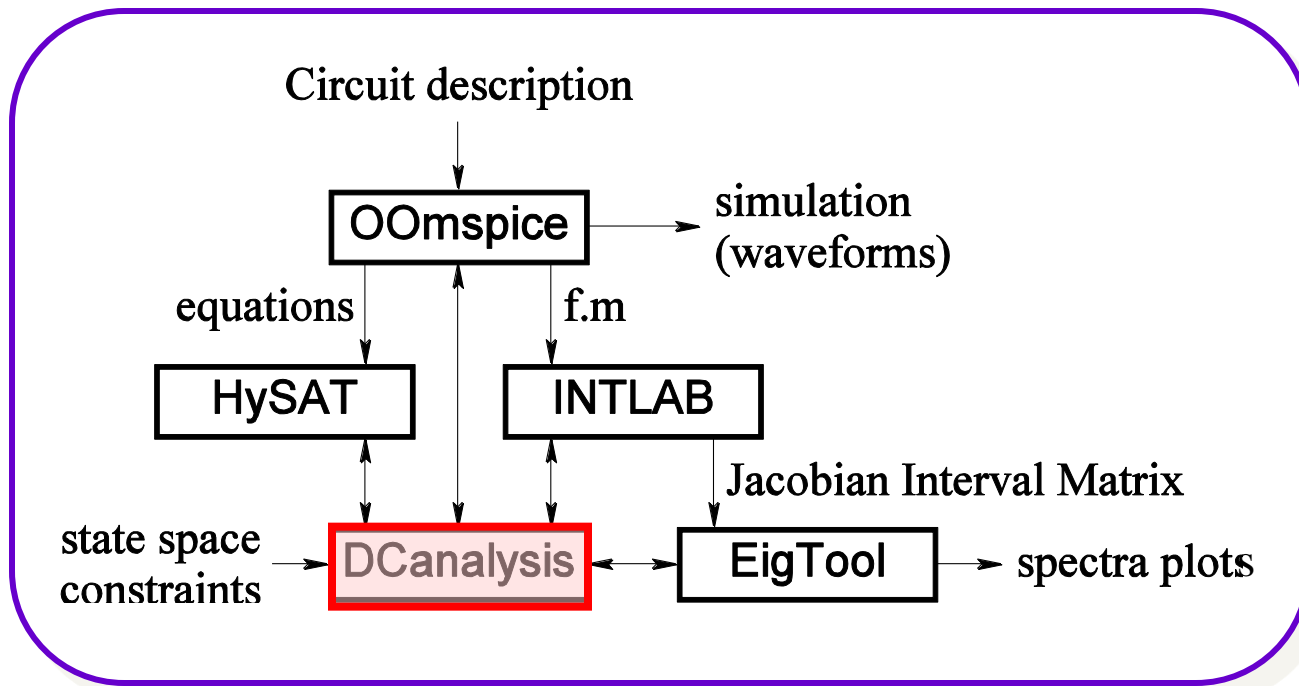 Circuit description
OOmspice
simulation
(waveforms)
equations
f.m
HySAT
INTLAB
Jacobian Interval Matrix
state space
constraints
DCanalysis
EigTool
spectra plots